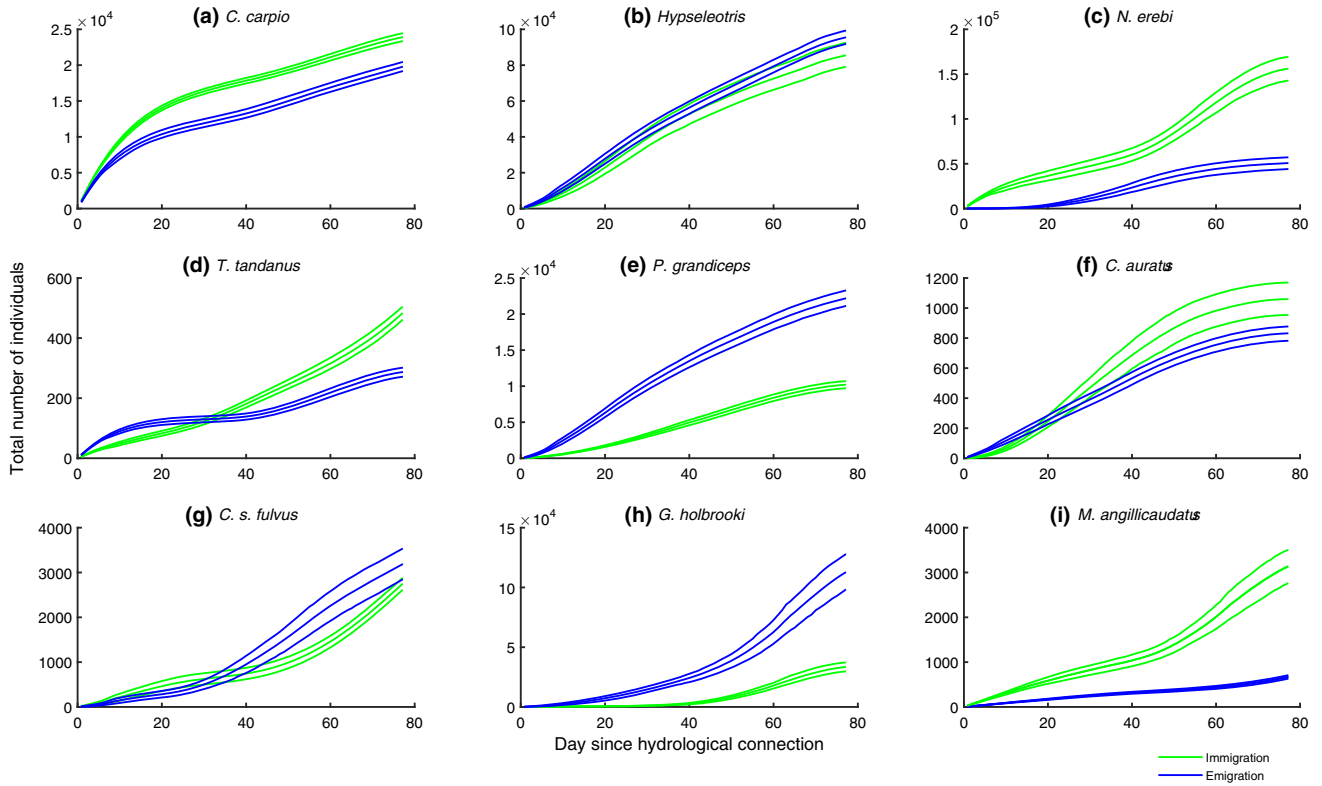 (a) C. carpio
(b) Hypseleotris
(c) N. erebi
× 10⁴
2.5
2
1.5
1
0.5
0
0 20 40 60 80
× 10⁴
10
8
6
4
2
0
0 20 40 60 80
× 10⁵
2
1.5
1
0.5
0
0 20 40 60 80
(d) T. tandanus
(e) P. grandiceps
(f) C. auratus
Total number of individuals
600
400
200
0
0 20 40 60 80
× 10⁴
2.5
2
1.5
1
0.5
0
0 20 40 60 80
1200
1000
800
600
400
200
0
0 20 40 60 80
(g) C. s. fulvus
(h) G. holbrooki
(i) M. angillicaudatus
4000
3000
2000
1000
0
0 20 40 60 80
× 10⁴
15
10
5
0
0 20 40 60 80
4000
3000
2000
1000
0
0 20 40 60 80
Day since hydrological connection
Immigration
Emigration